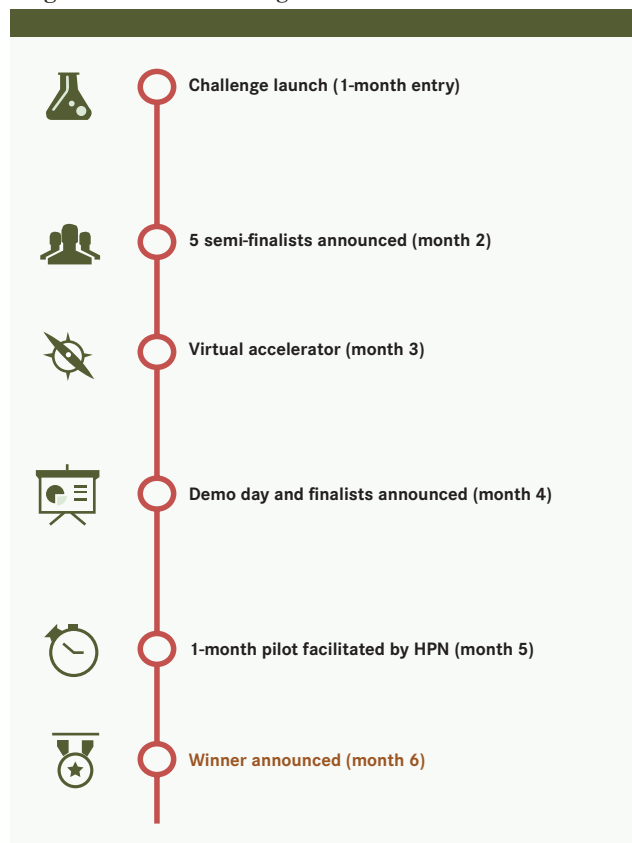 Challenge launch (1-month entry)
5 semi-finalists announced (month 2)
Virtual accelerator (month 3)
Demo day and finalists announced (month 4)
1-month pilot facilitated by HPN (month 5)
Winner announced (month 6)